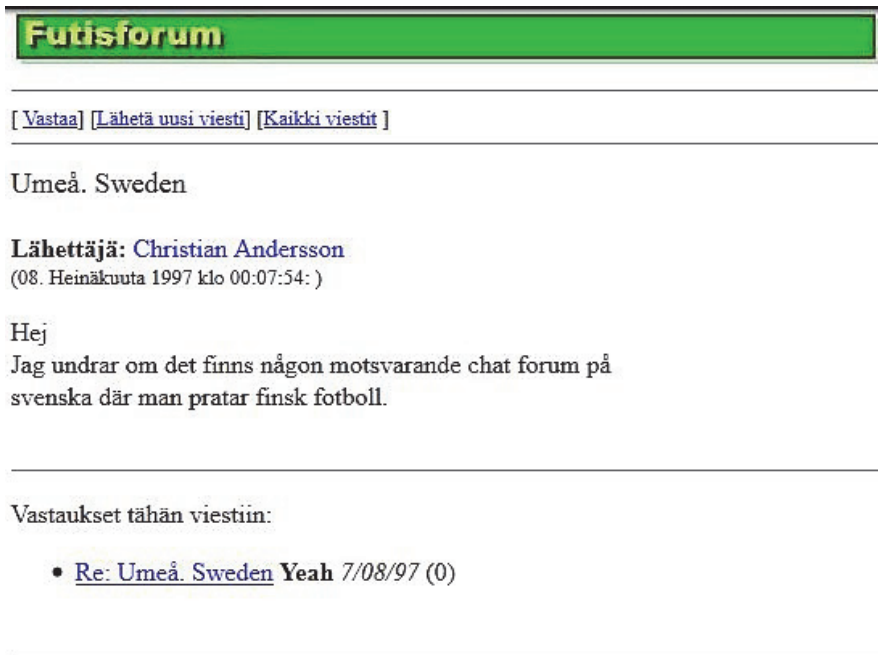 Futisforum
[ Vastaa] [Lähetä uusi viesti] [Kaikki viestit ]
Umeå. Sweden
Lähettäjä: Christian Andersson
(08. Heinäkuuta 1997 klo 00:07:54: )
Hej
Jag undrar om det finns någon motsvarande chat forum på
svenska där man pratar finsk fotboll.
Vastaukset tähän viestiin:
• Re: Umeå. Sweden Yeah 7/08/97 (0)